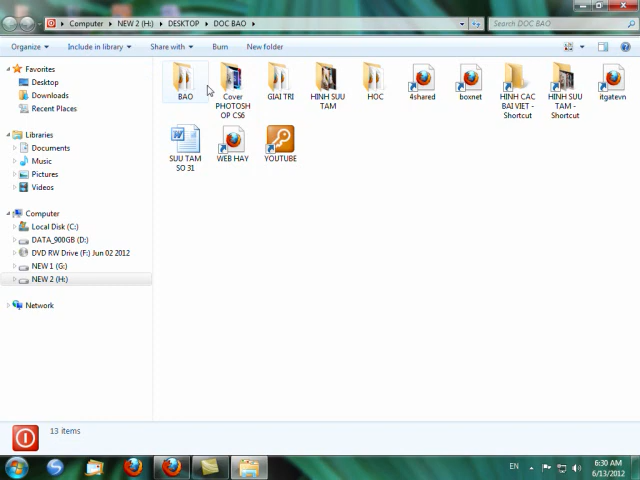 Computer ▸ NEW 2 (H:) ▸ DESKTOP ▸ DOC BAO ▸
Search DOC BAO
Organize Include in library Share with Burn New folder
Favorites
Desktop
Downloads
Recent Places
Libraries
Documents
Music
Pictures
Videos
Computer
Local Disk (C:)
DATA_900GB (D:)
DVD RW Drive (F:) Jun 02 2012
NEW 1 (G:)
NEW 2 (H:)
Network
BAO
Cover
PHOTOSH
OP CS6
GIAI TRI
HINH SUU
TAM
HOC
4shared
boxnet
HINH CAC
BAI VIET -
Shortcut
HINH SUU
TAM -
Shortcut
itgatevn
SUU TAM
SO 31
WEB HAY
YOUTUBE
13 items
EN
6:30 AM
6/13/2012